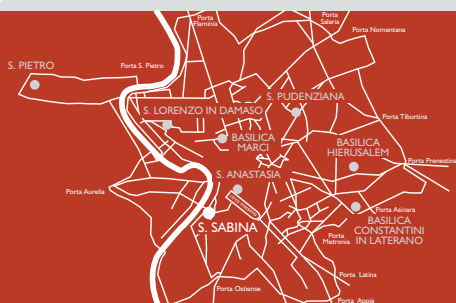 Porta
Flaminia
Porta
Salaria
Porta Nomentana
S. PIETRO
Porta S. Pietro
S. PUDENZIANA
S. LORENZO IN DAMASO
Porta Tiburtina
BASILICA
MARCI
BASILICA
HIERUSALEM
Porta Prenestina
S. ANASTASIA
Porta Aurelia
Porta Asinara
S. SABINA
BASILICA
CONSTANTINI
IN LATERANO
Porta
Metronia
Porta Latina
Porta Ostiense
Porta Appia